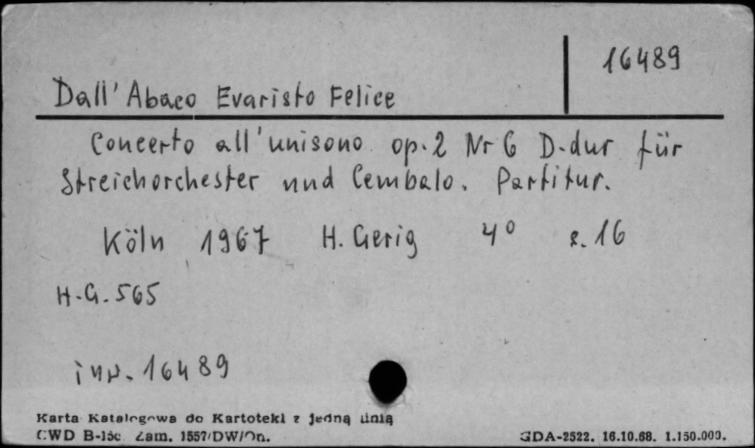 16489
Dall' Abaco Evaristo Felice
Concerto all'unisono op. 2 Nr 6 D-dur für
Streichorchester und Cembalo. Partitur.
Köln 1967 H. Gerig 4° s. 16
H.G. 565
inw. 16489
Karta Katalogowa do Kartoteki z jedną linią
CWD B-15c Zam. 1557/DW/On. GDA-2522. 16.10.68. 1.150.000.